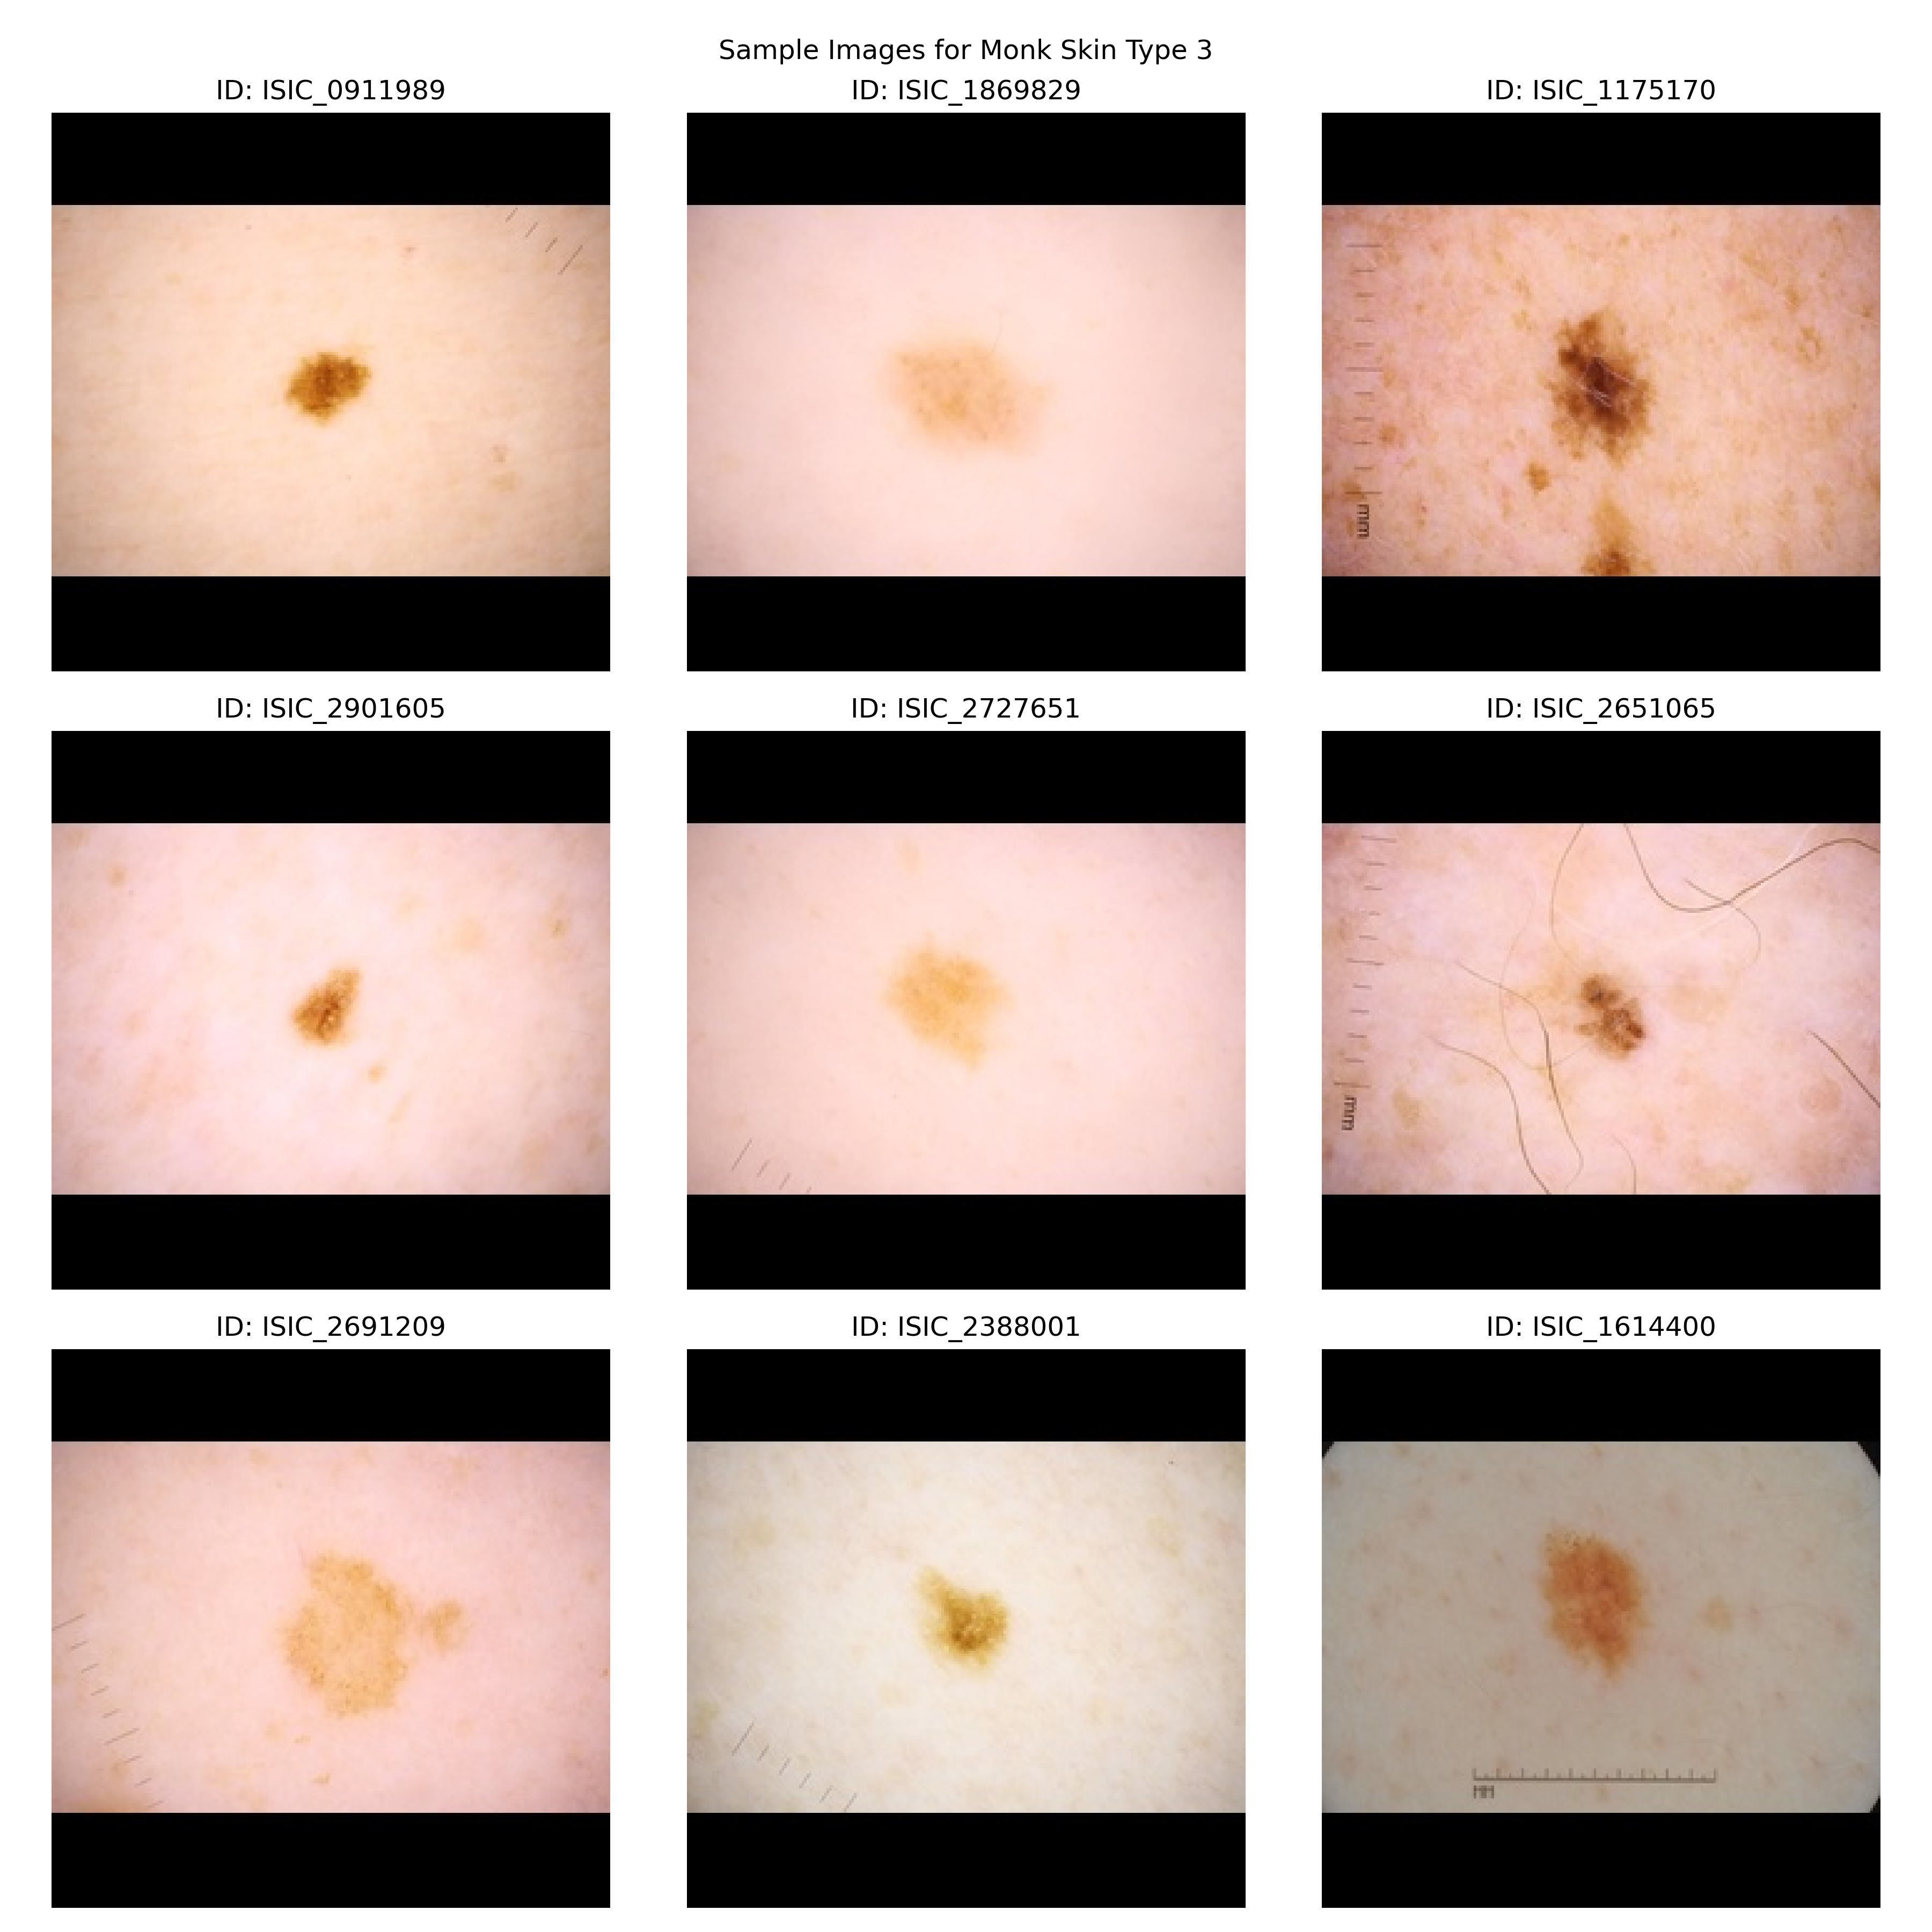 Sample Images for Monk Skin Type 3
ID: ISIC_0911989
ID: ISIC_1869829
ID: ISIC_1175170
mm
ID: ISIC_2901605
ID: ISIC_2727651
ID: ISIC_2651065
mm
ID: ISIC_2691209
ID: ISIC_2388001
ID: ISIC_1614400